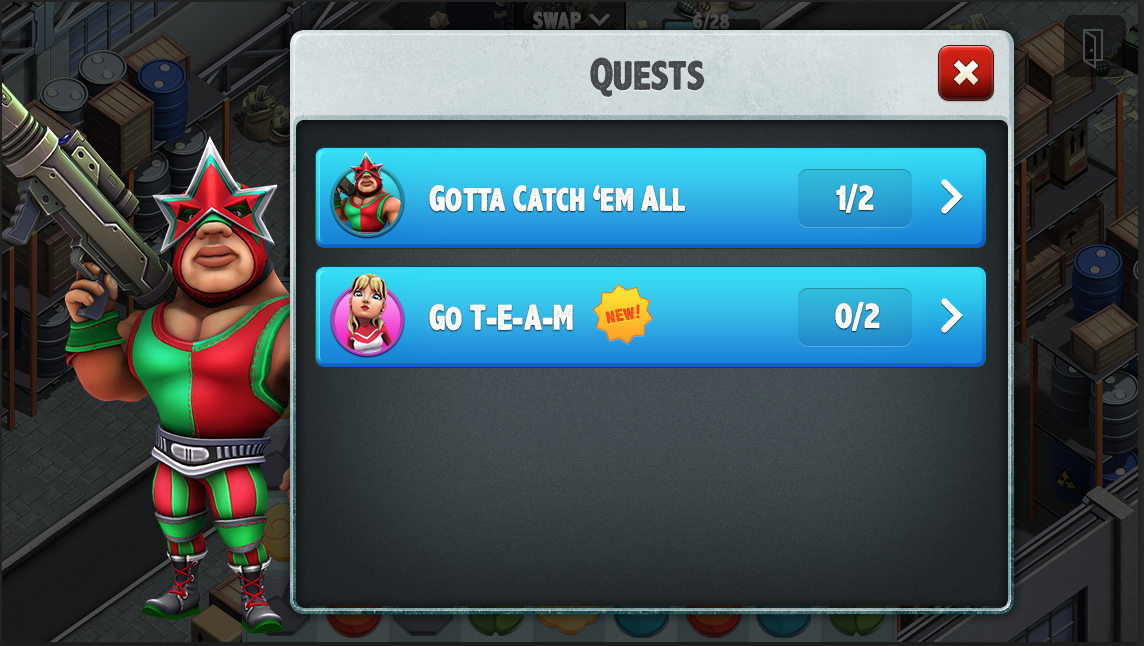 SWAP
6/28
QUESTS
GOTTA CATCH ‘EM ALL
1/2
GO T-E-A-M
NEW!
0/2